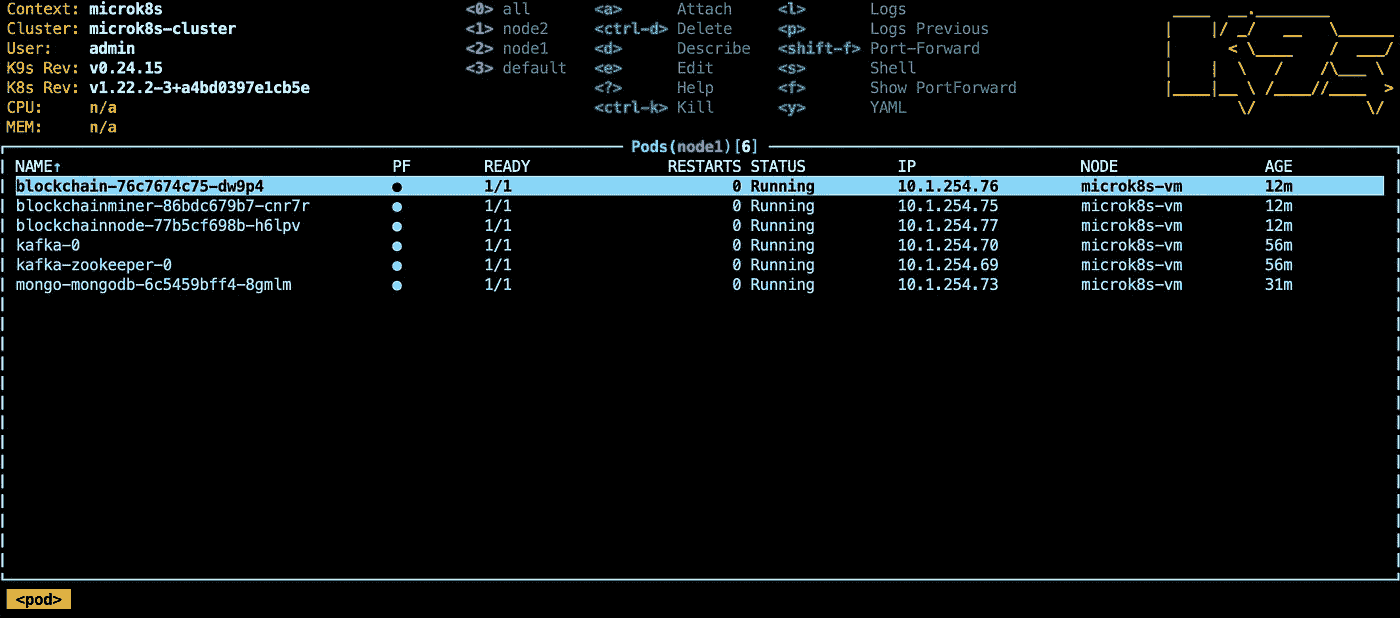 Context: microk8s <0> all <a> Attach <l> Logs
Cluster: microk8s-cluster <1> node2 <ctrl-d> Delete <p> Logs Previous
User: admin <2> node1 <d> Describe <shift-f> Port-Forward
K9s Rev: v0.24.15 <3> default <e> Edit <s> Shell
K8s Rev: v1.22.2-3+a4bd0397e1cb5e <?> Help <f> Show PortForward
CPU: n/a <ctrl-k> Kill <y> YAML
MEM: n/a
Pods(node1)[6]
NAME↑ PF READY RESTARTS STATUS IP NODE AGE
blockchain-76c7674c75-dw9p4 ● 1/1 0 Running 10.1.254.76 microk8s-vm 12m
blockchainminer-86bdc679b7-cnr7r ● 1/1 0 Running 10.1.254.75 microk8s-vm 12m
blockchainnode-77b5cf698b-h6lpv ● 1/1 0 Running 10.1.254.77 microk8s-vm 12m
kafka-0 ● 1/1 0 Running 10.1.254.70 microk8s-vm 56m
kafka-zookeeper-0 ● 1/1 0 Running 10.1.254.69 microk8s-vm 56m
mongo-mongodb-6c5459bff4-8gmlm ● 1/1 0 Running 10.1.254.73 microk8s-vm 31m
<pod>